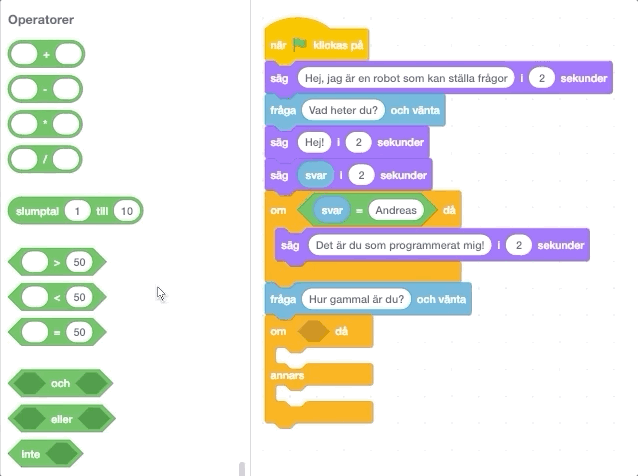 Operatorer
+
-
*
/
slumptal 1 till 10
> 50
< 50
= 50
och
eller
inte
när klickas på
säg Hej, jag är en robot som kan ställa frågor i 2 sekunder
fråga Vad heter du? och vänta
säg Hej! i 2 sekunder
säg svar i 2 sekunder
om svar = Andreas då
säg Det är du som programmerat mig! i 2 sekunder
fråga Hur gammal är du? och vänta
om då
annars